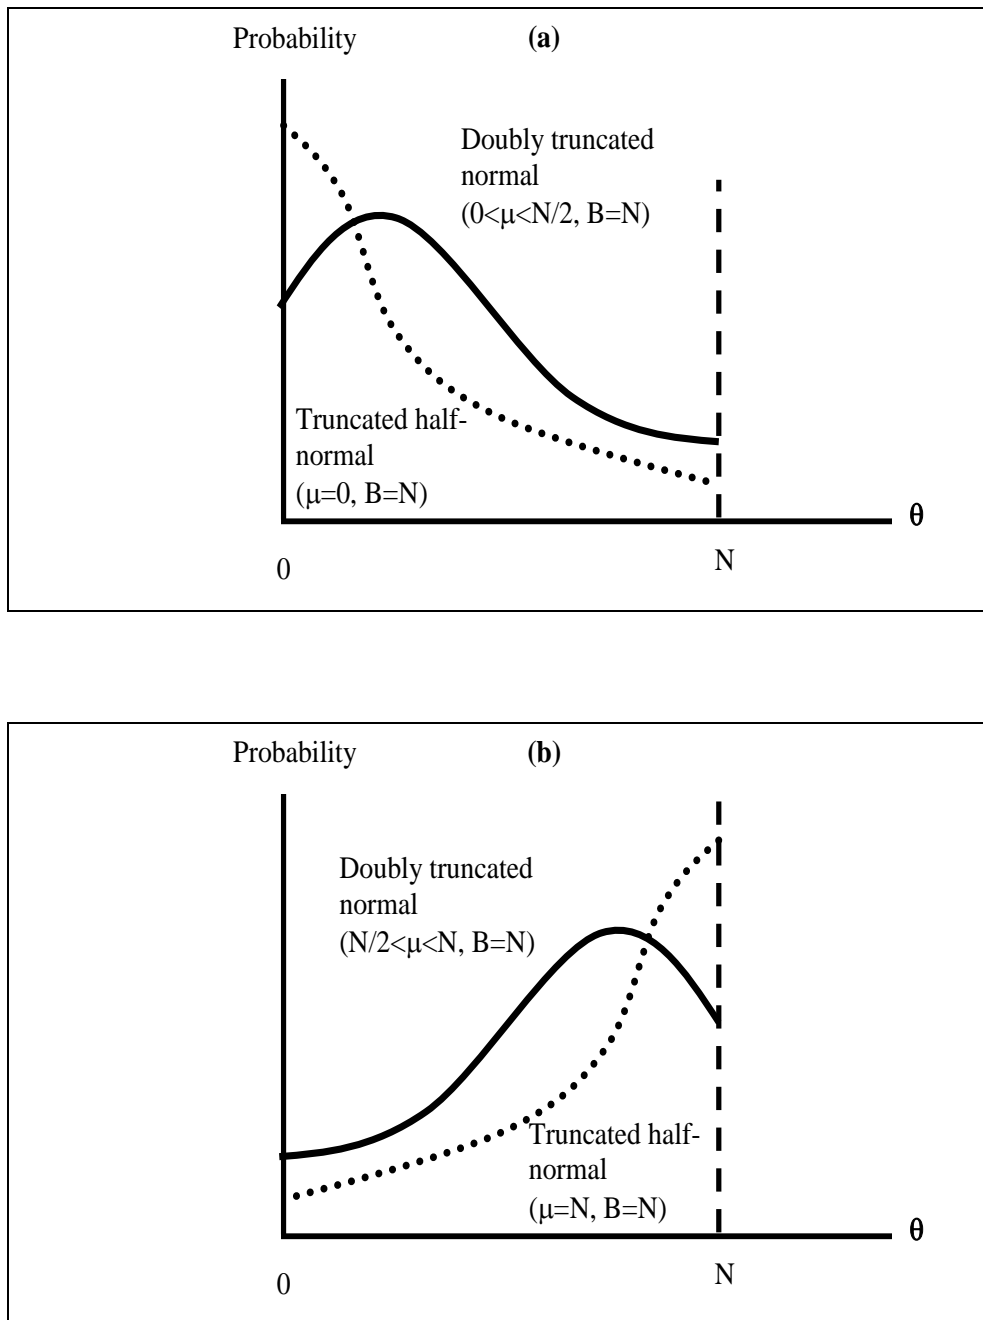 Probability
(a)
Doubly truncated
normal
(0<μ<N/2, B=N)
Truncated half-
normal
(μ=0, B=N)
θ
0
N
Probability
(b)
Doubly truncated
normal
(N/2<μ<N, B=N)
Truncated half-
normal
(μ=N, B=N)
θ
0
N